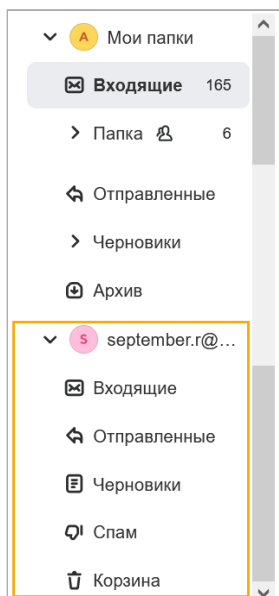 А Мои папки
Входящие 165
Папка 6
Отправленные
Черновики
Архив
S september.r@...
Входящие
Отправленные
Черновики
Спам
Корзина